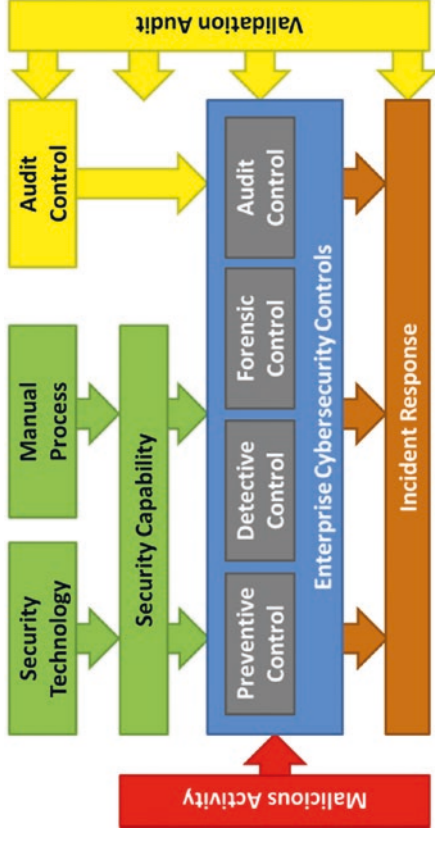 Security
Technology
Manual
Process
Audit
Control
Validation Audit
Security Capability
Malicious Activity
Preventive
Control
Detective
Control
Forensic
Control
Audit
Control
Enterprise Cybersecurity Controls
Incident Response